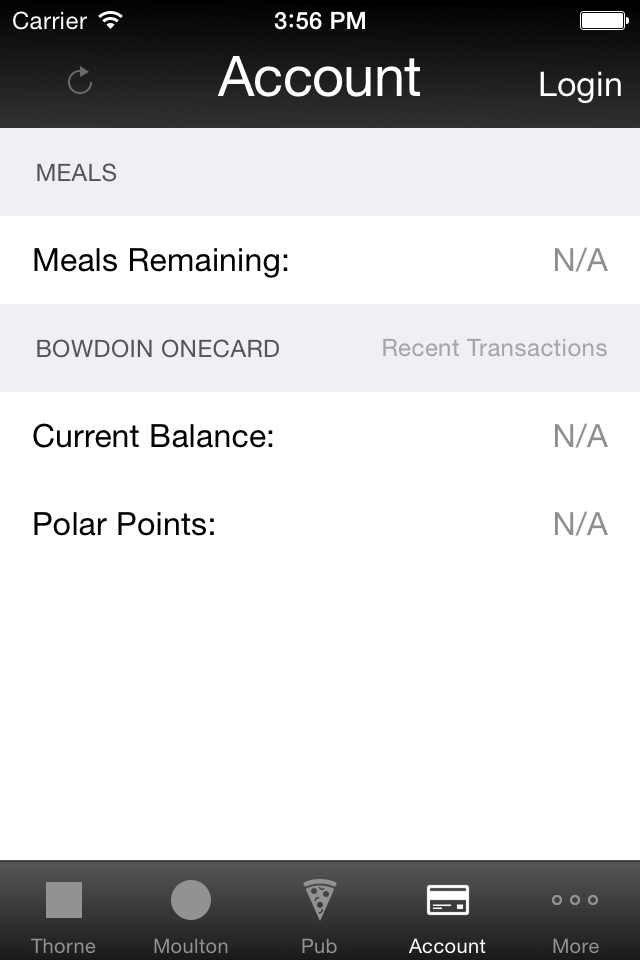 Carrier 3:56 PM
Account Login
MEALS
Meals Remaining: N/A
BOWDOIN ONECARD Recent Transactions
Current Balance: N/A
Polar Points: N/A
Thorne Moulton Pub Account More